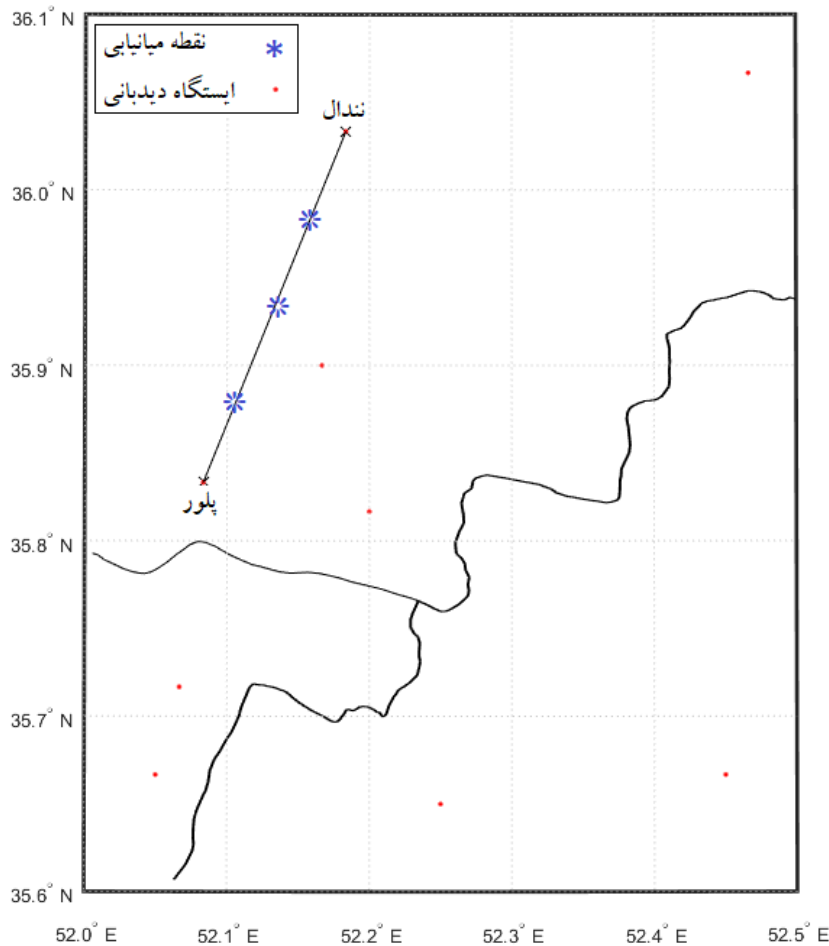 36.1° N
نقطه میانیابی
ایستگاه دیدبانی
نندال
36.0° N
35.9° N
پلور
35.8° N
35.7° N
35.6° N
52.0° E 52.1° E 52.2° E 52.3° E 52.4° E 52.5° E